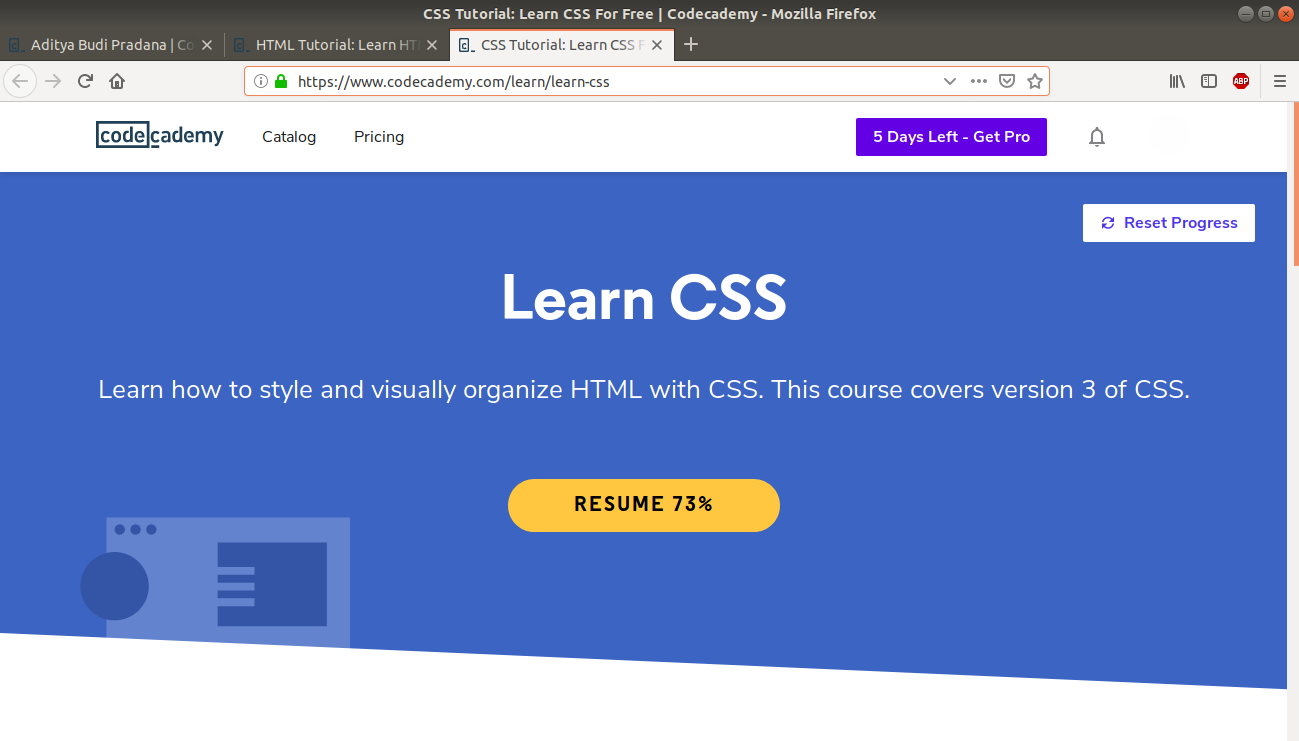 CSS Tutorial: Learn CSS For Free | Codecademy - Mozilla Firefox
Aditya Budi Pradana | Co
HTML Tutorial: Learn HT
CSS Tutorial: Learn CSS F
https://www.codecademy.com/learn/learn-css
ABP
codecademy
Catalog
Pricing
5 Days Left - Get Pro
Reset Progress
Learn CSS
Learn how to style and visually organize HTML with CSS. This course covers version 3 of CSS.
RESUME 73%